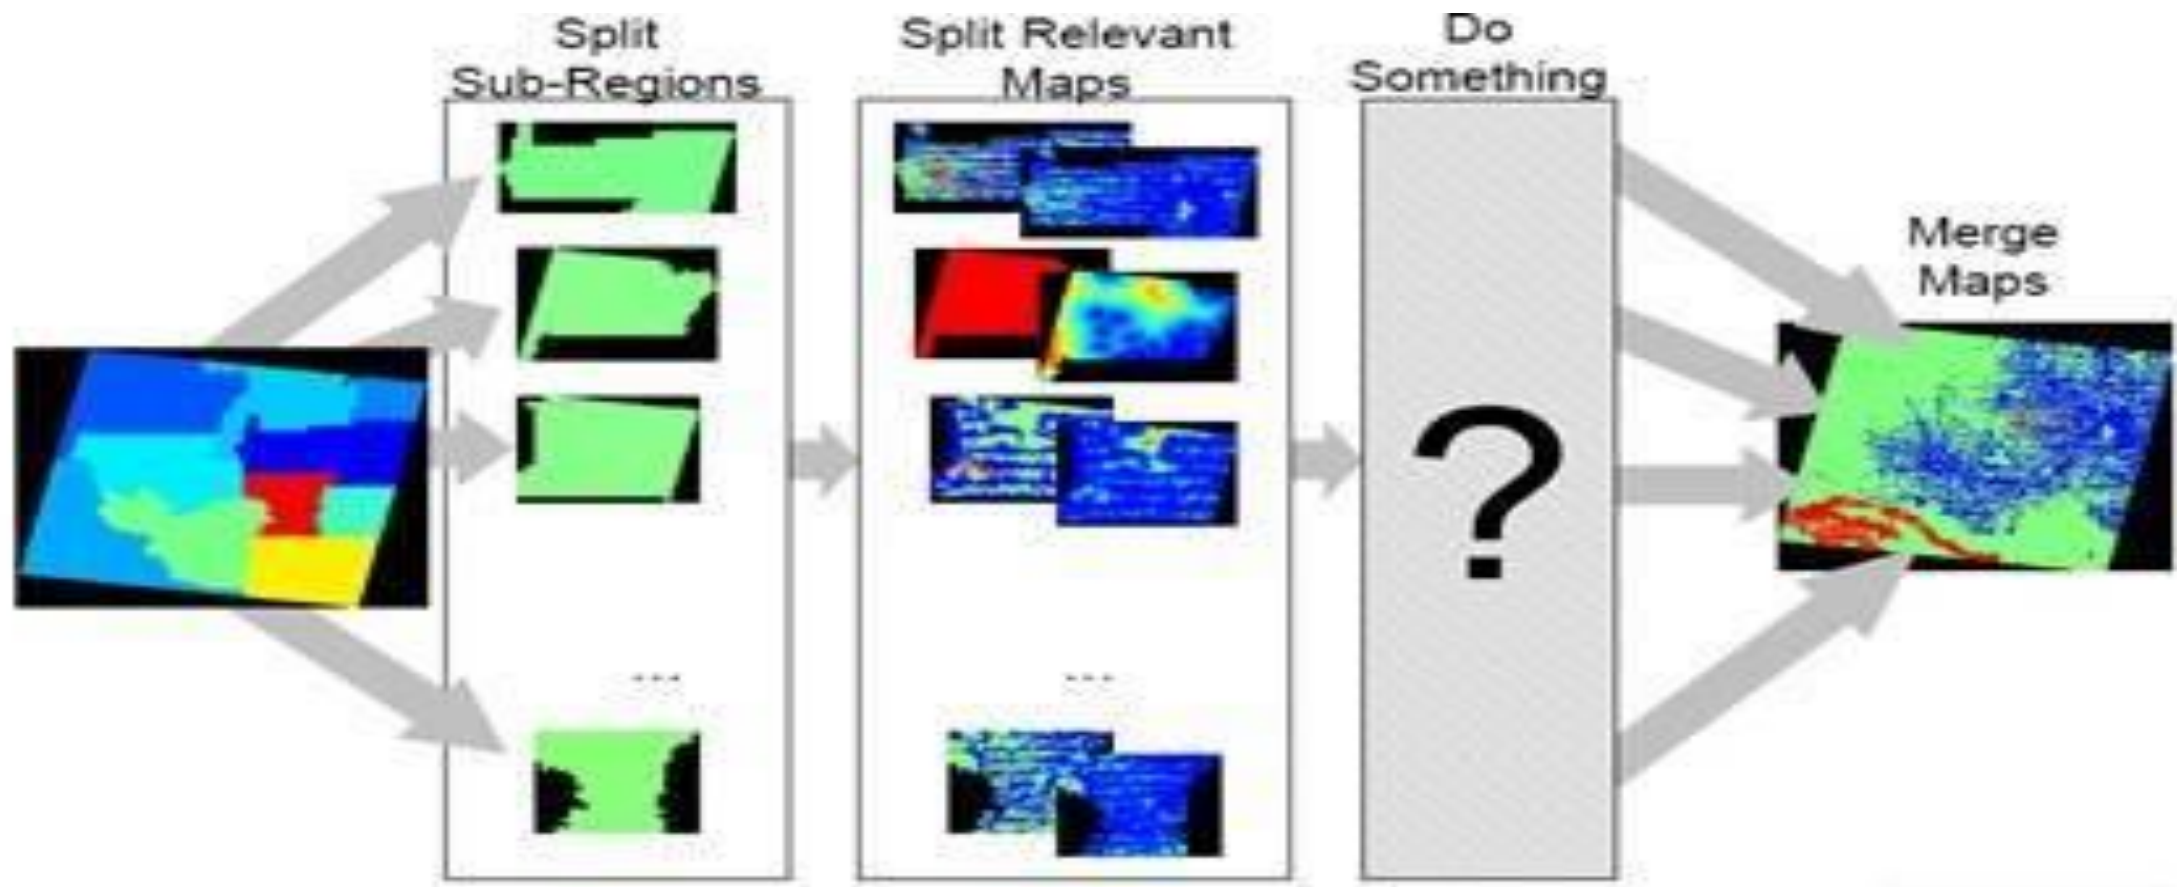 Split
Sub-Regions
Split Relevant
Maps
Do
Something
Merge
Maps
...
...
?